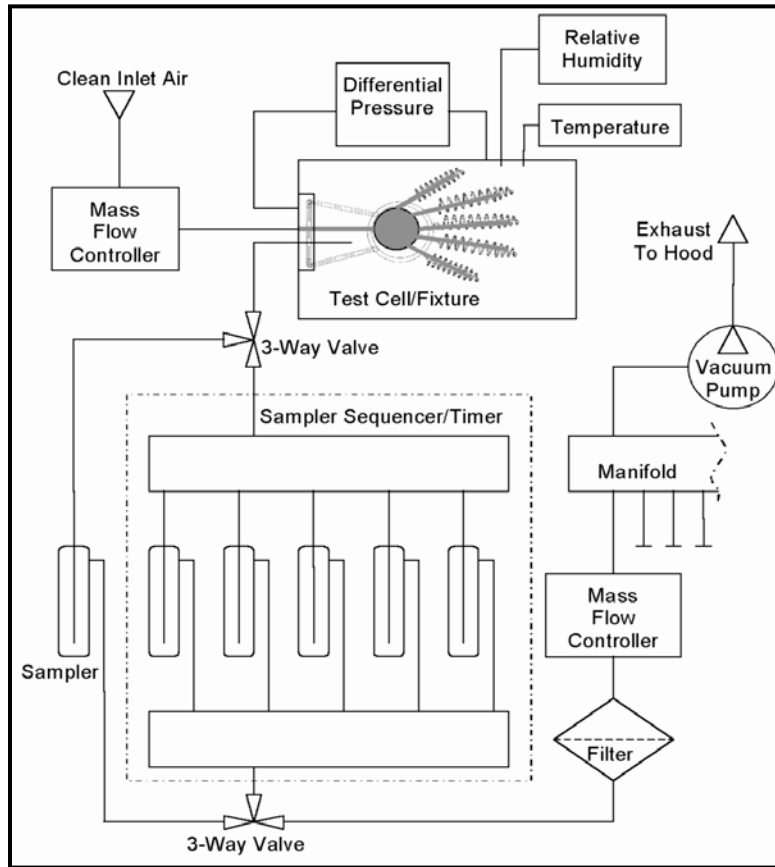 Clean Inlet Air
Mass
Flow
Controller
Differential
Pressure
Relative
Humidity
Temperature
Test Cell/Fixture
Exhaust
To Hood
3-Way Valve
Vacuum
Pump
Sampler Sequencer/Timer
Manifold
Mass
Flow
Controller
Sampler
Filter
3-Way Valve